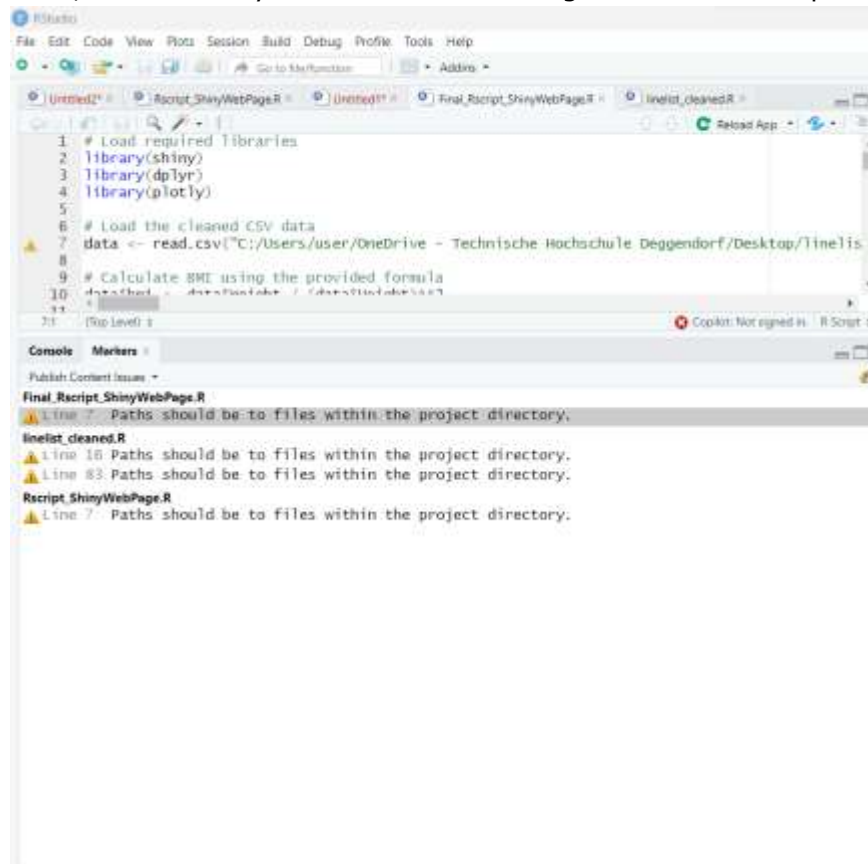 RStudio
File Edit Code View Plots Session Build Debug Profile Tools Help
Go to file/function Addins
Untitled2* Rscript_ShinyWebPage.R Untitled1* Final_Rscript_ShinyWebPage.R linelist_cleaned.R
Reload App
1 # Load required libraries
2 library(shiny)
3 library(dplyr)
4 library(plotly)
5
6 # Load the cleaned CSV data
7 data <- read.csv("C:/Users/user/OneDrive - Technische Hochschule Deggendorf/Desktop/linelis
8
9 # Calculate BMI using the provided formula
10
11
7:1 (Top Level) Copilot: Not signed in R Script
Console Markers
Publish Content Issues
Final_Rscript_ShinyWebPage.R
Line 7 Paths should be to files within the project directory.
linelist_cleaned.R
Line 16 Paths should be to files within the project directory.
Line 83 Paths should be to files within the project directory.
Rscript_ShinyWebPage.R
Line 7 Paths should be to files within the project directory.